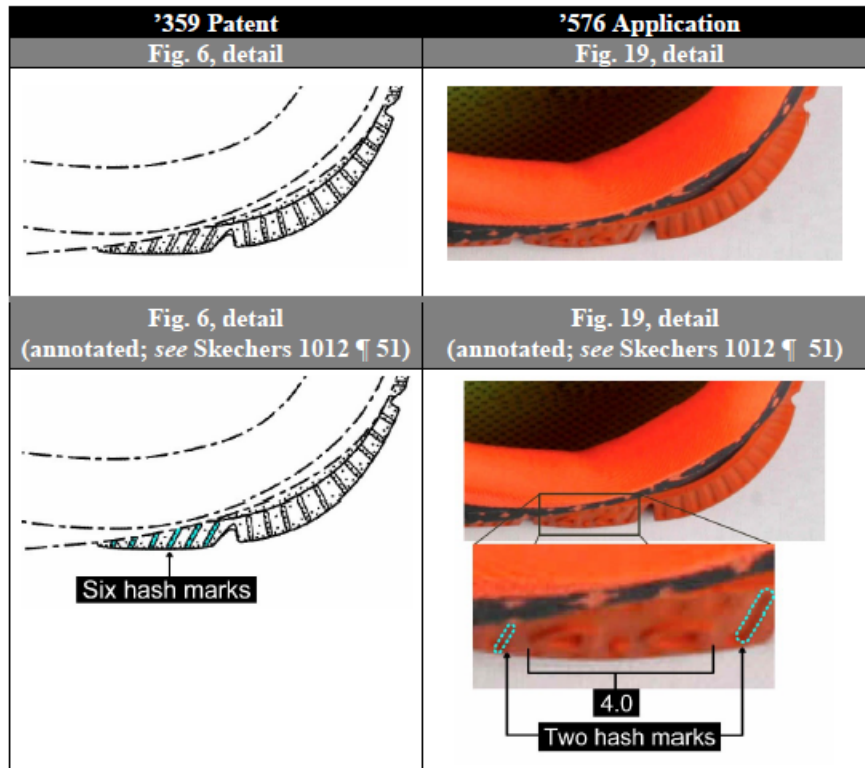 ’359 Patent
’576 Application
Fig. 6, detail
Fig. 19, detail
Fig. 6, detail
(annotated; see Skechers 1012 ¶ 51)
Fig. 19, detail
(annotated; see Skechers 1012 ¶ 51)
Six hash marks
4.0
Two hash marks